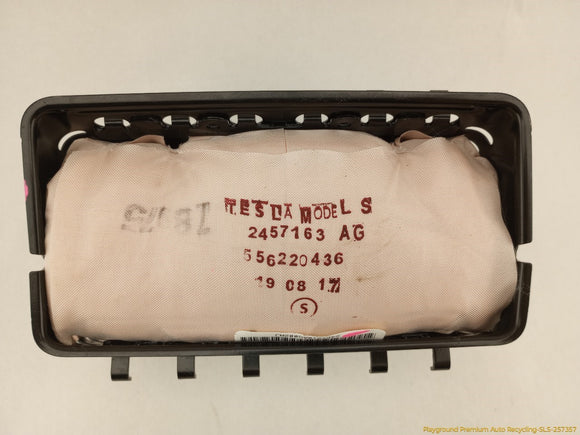 TESLA MODEL S
2457163 AG
556220436
19 08 17
S
Playground Premium Auto Recycling-SLS-257357